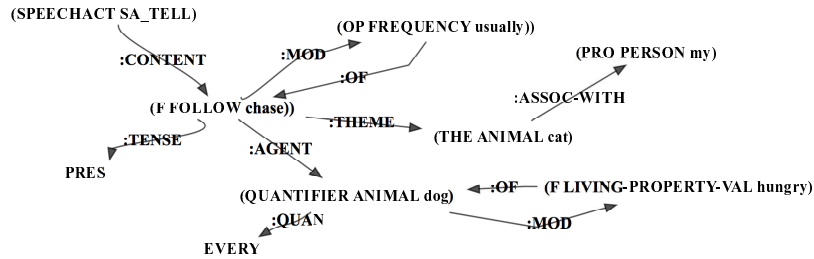 (SPEECHACT SA_TELL)
(OP FREQUENCY usually))
:MOD
(PRO PERSON my)
:CONTENT
:OF
:ASSOC-WITH
(F FOLLOW chase))
:THEME
:TENSE
(THE ANIMAL cat)
:AGENT
PRES
(QUANTIFIER ANIMAL dog)
:OF
(F LIVING-PROPERTY-VAL hungry)
:QUAN
:MOD
EVERY